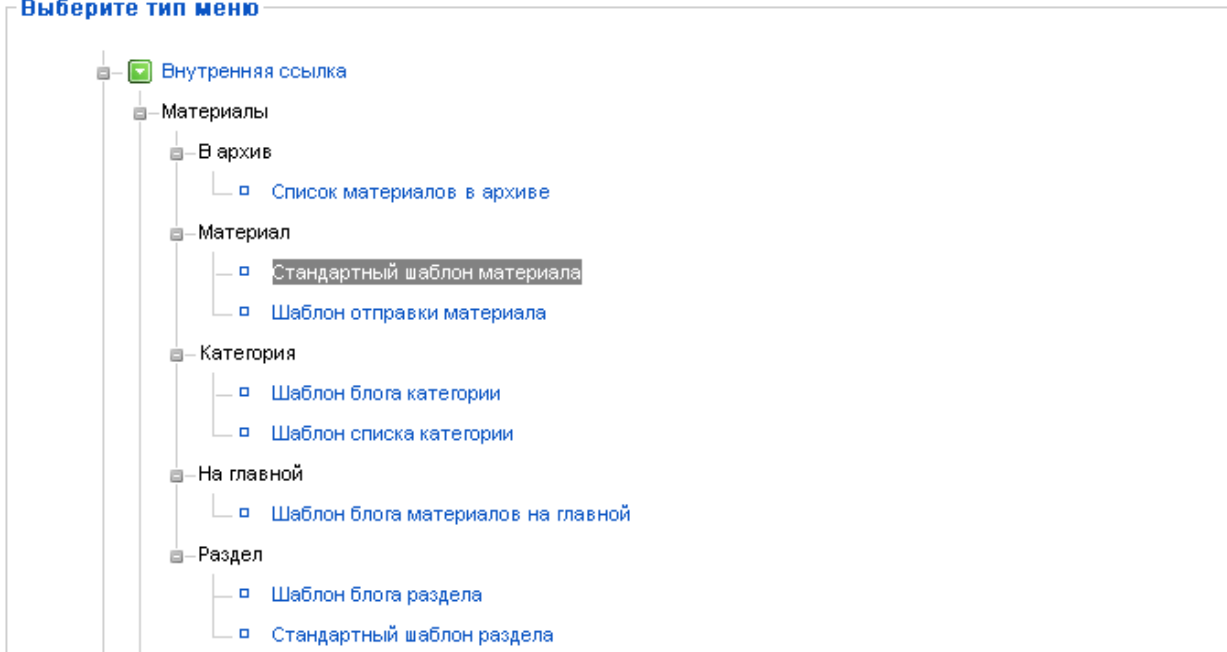 Выберите тип меню
Внутренняя ссылка
Материалы
В архив
Список материалов в архиве
Материал
Стандартный шаблон материала
Шаблон отправки материала
Категория
Шаблон блога категории
Шаблон списка категории
На главной
Шаблон блога материалов на главной
Раздел
Шаблон блога раздела
Стандартный шаблон раздела